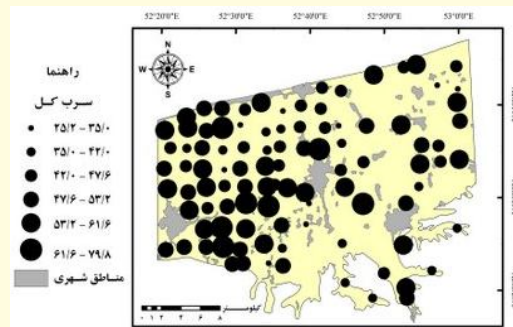 52°20'0"E 52°30'0"E 52°40'0"E 52°50'0"E 53°0'0"E
N
W E
S
راهنما
سرب کل
۲۵/۲ – ۳۵/۰
۳۵/۰ – ۴۲/۰
۴۲/۰ – ۴۷/۶
۴۷/۶ – ۵۳/۲
۵۳/۲ – ۶۱/۶
۶۱/۶ – ۷۹/۸
مناطق شهری
کیلومتر
۰ ۱ ۲ ۴ ۶ ۸